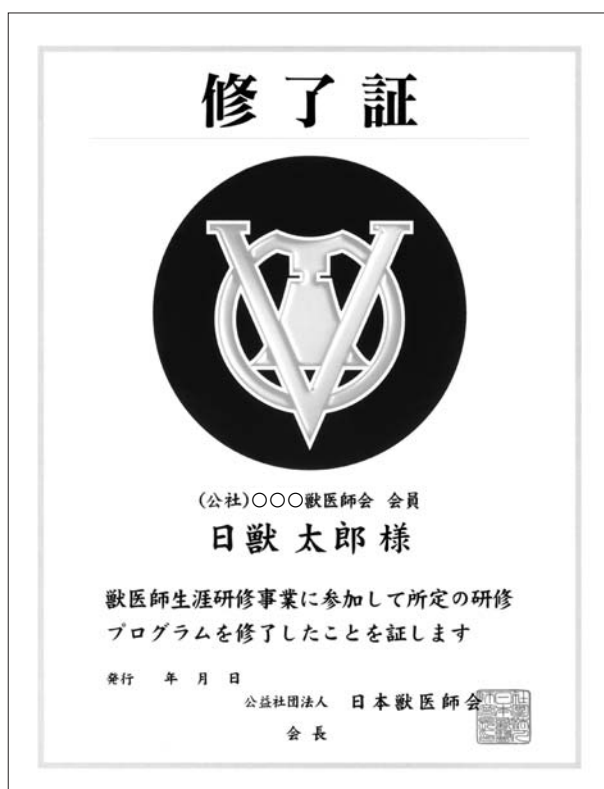 修了証
(公社)○○○獣医師会 会員
日獣 太郎 様
獣医師生涯研修事業に参加して所定の研修
プログラムを修了したことを証します
発行 年 月 日
公益社団法人 日本獣医師会
会 長